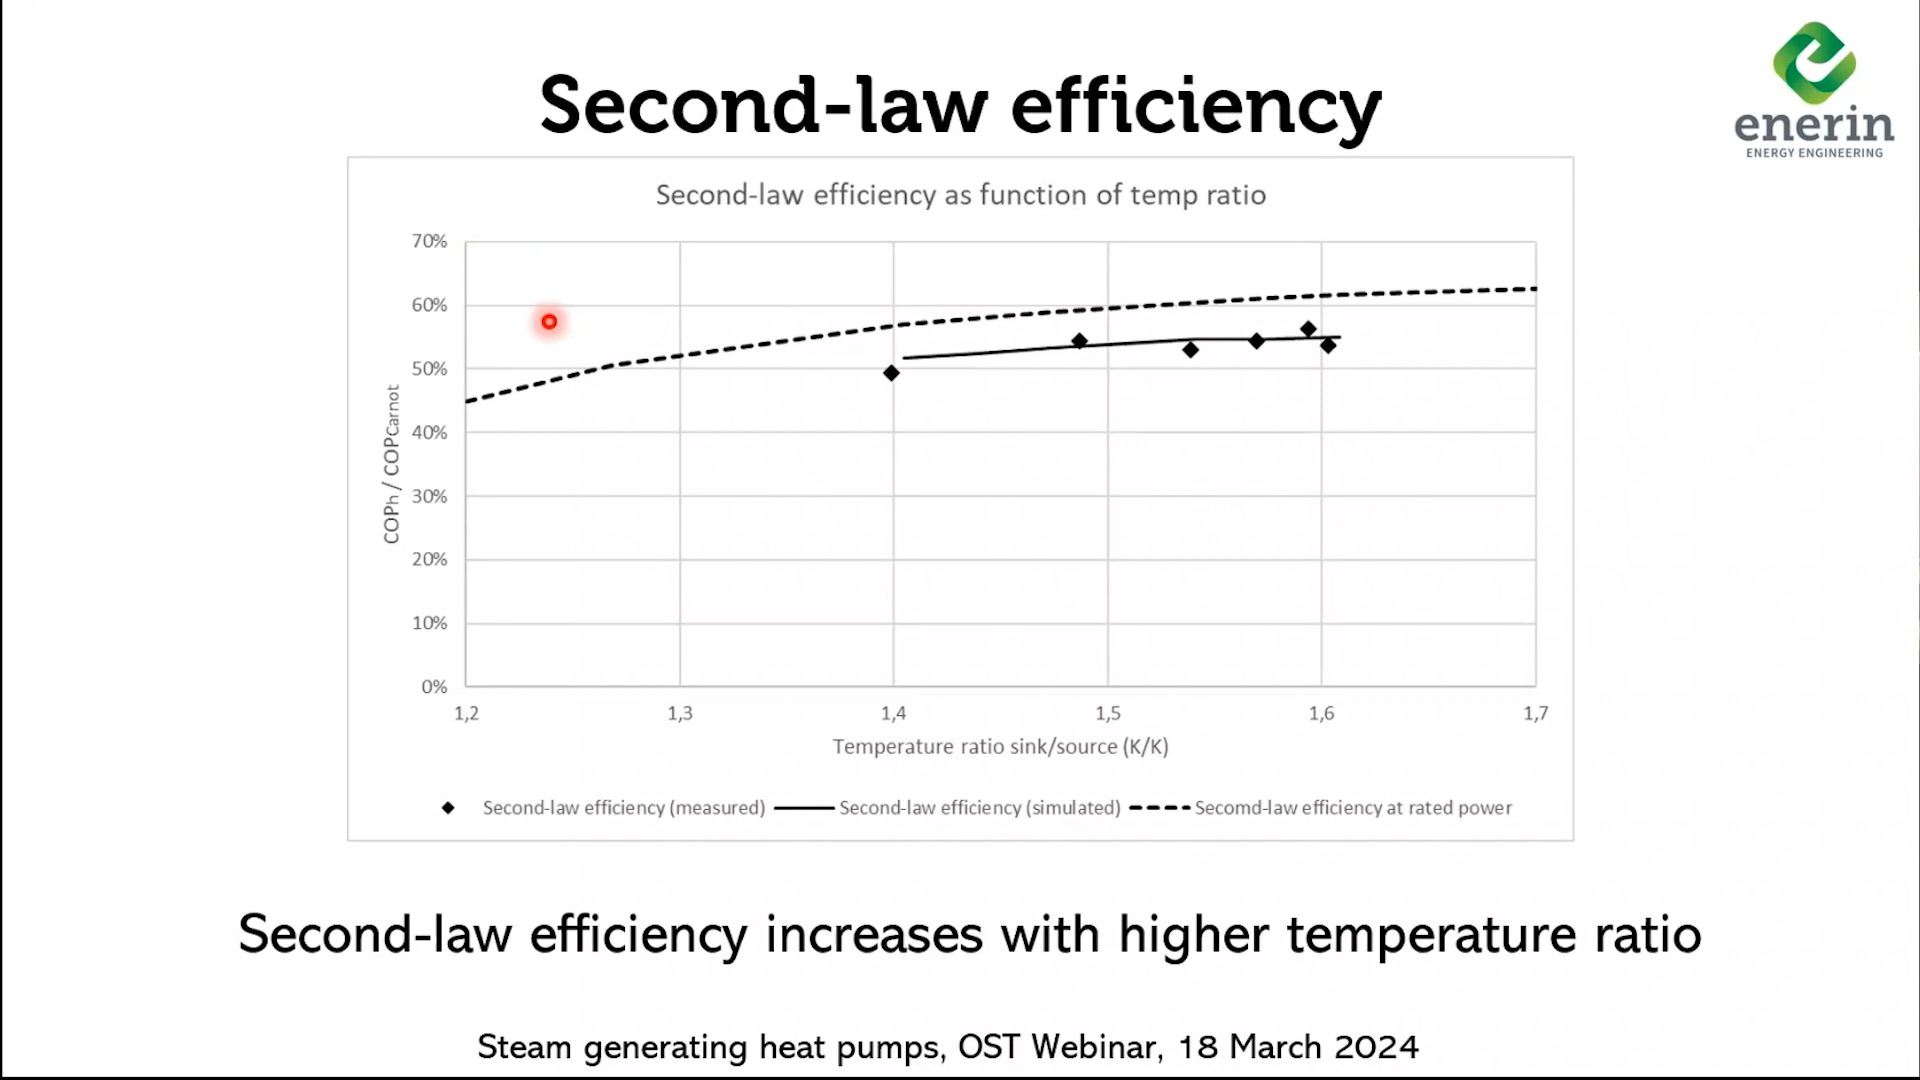 Second-law efficiency
enerin
ENERGY ENGINEERING
Second-law efficiency as function of temp ratio
70%
60%
50%
40%
30%
20%
10%
0%
COPh / COPCarnot
1,2 1,3 1,4 1,5 1,6 1,7
Temperature ratio sink/source (K/K)
Second-law efficiency (measured) Second-law efficiency (simulated) Secomd-law efficiency at rated power
Second-law efficiency increases with higher temperature ratio
Steam generating heat pumps, OST Webinar, 18 March 2024